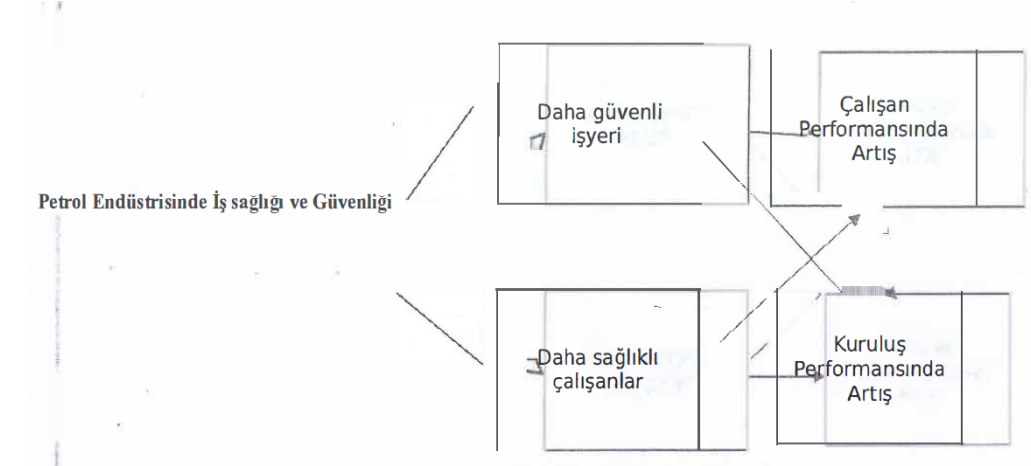 Daha güvenli
işyeri
Çalışan
Performansında
Artış
Petrol Endüstrisinde İş sağlığı ve Güvenliği
Daha sağlıklı
çalışanlar
Kuruluş
Performansında
Artış